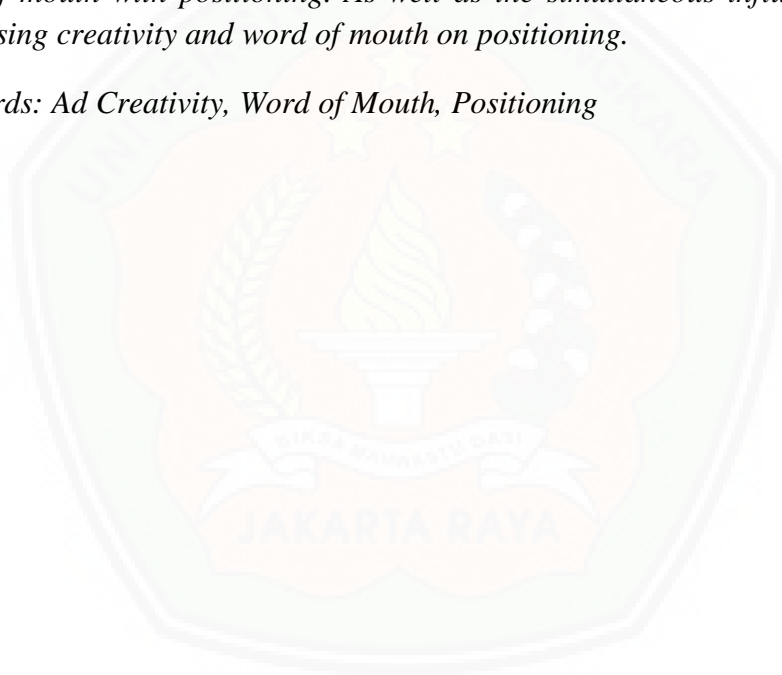 f mouth with positioning. As well as the simultaneous
sing creativity and word of mouth on positioning.
rds: Ad Creativity, Word of Mouth, Positioning
JAKARTA RAYA